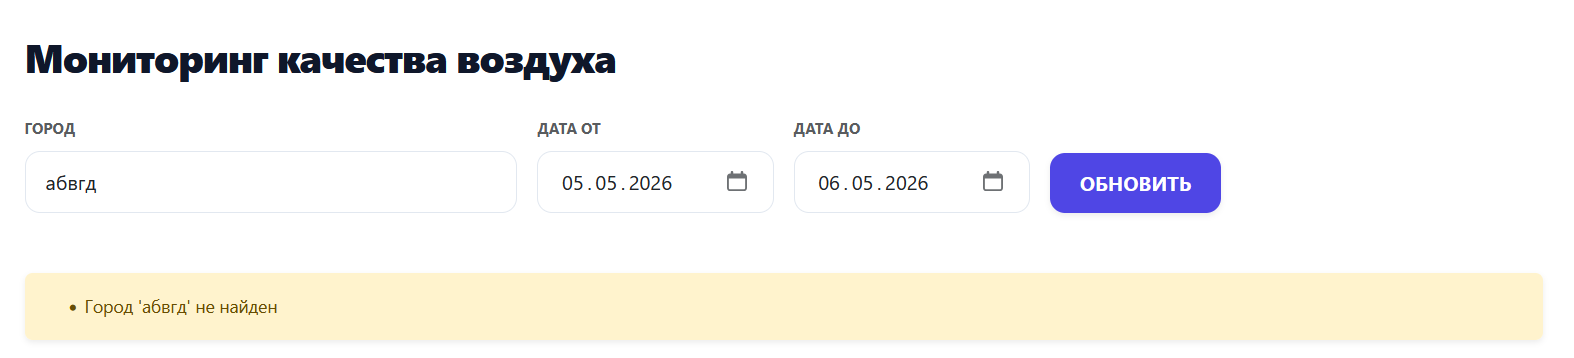 Мониторинг качества воздуха
ГОРОД ДАТА ОТ ДАТА ДО
абвгд 05.05.2026 06.05.2026 ОБНОВИТЬ
• Город 'абвгд' не найден